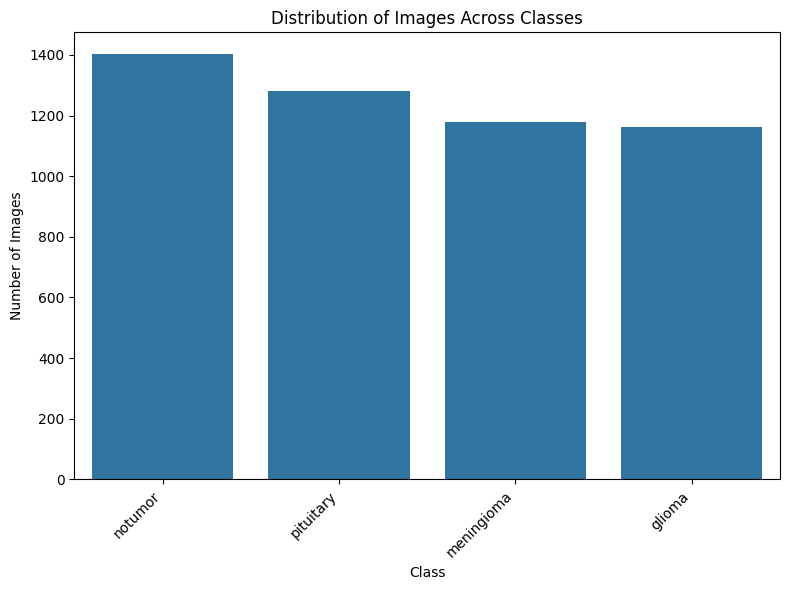 Distribution of Images Across Classes
Number of Images
1400
1200
1000
800
600
400
200
0
notumor
pituitary
meningioma
glioma
Class